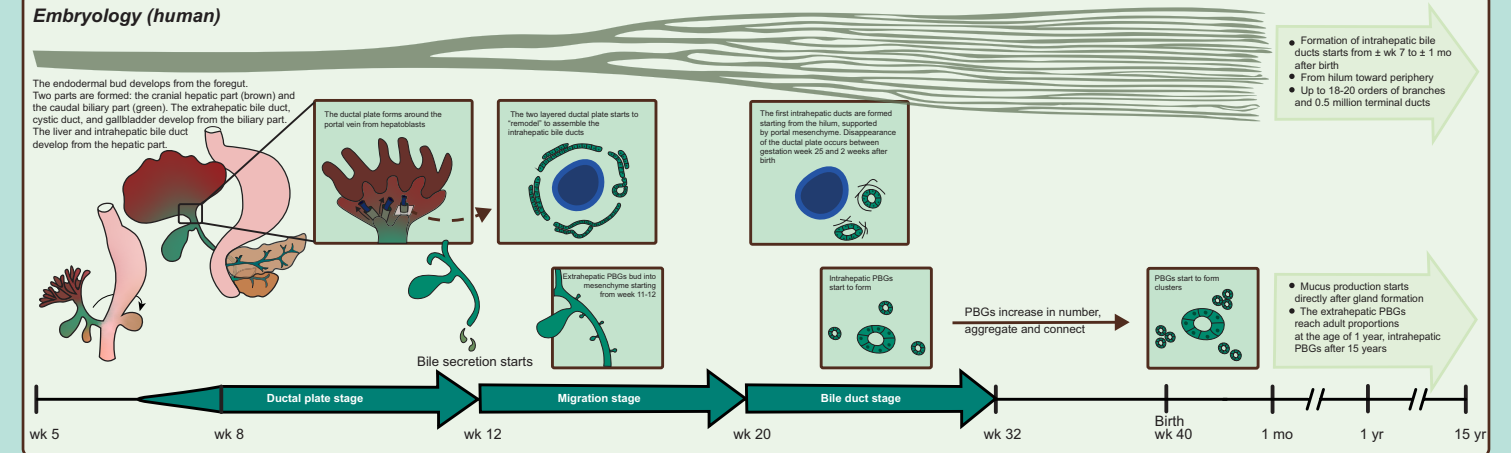 Embryology (human)
The endodermal bud develops from the foregut.
Two parts are formed: the cranial hepatic part (brown) and
the caudal biliary part (green). The extrahepatic bile duct,
cystic duct, and gallbladder develop from the biliary part.
The liver and intrahepatic bile duct
develop from the hepatic part.
The ductal plate forms around the
portal vein from hepatoblasts
The two layered ductal plate starts to
“remodel” to assemble the
intrahepatic bile ducts
The first intrahepatic ducts are formed
starting from the hilum, supported
by portal mesenchyme. Disappearance
of the ductal plate occurs between
gestation week 25 and 2 weeks after
birth
● Formation of intrahepatic bile
ducts starts from ± wk 7 to ± 1 mo
after birth
● From hilum toward periphery
● Up to 18-20 orders of branches
and 0.5 million terminal ducts
Bile secretion starts
Extrahepatic PBGs bud into
mesenchyme starting
from week 11-12
Intrahepatic PBGs
start to form
PBGs increase in number,
aggregate and connect
PBGs start to form
clusters
● Mucus production starts
directly after gland formation
● The extrahepatic PBGs
reach adult proportions
at the age of 1 year, intrahepatic
PBGs after 15 years
Ductal plate stage
Migration stage
Bile duct stage
wk 5
wk 8
wk 12
wk 20
wk 32
Birth
wk 40
1 mo
1 yr
15 yr